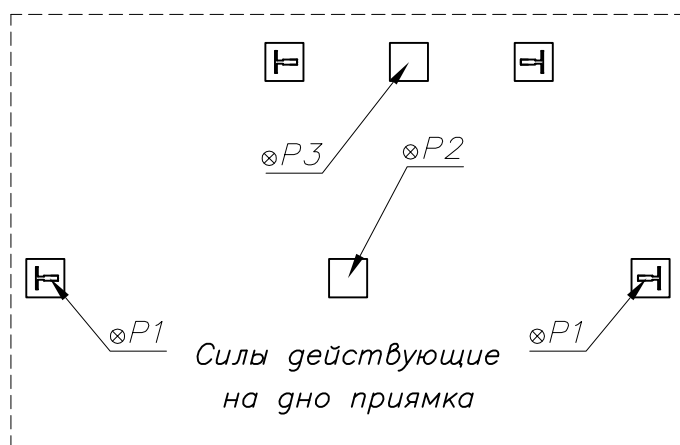 ⊗P3
⊗P2
⊗P1
⊗P1
Силы действующие
на дно приямка